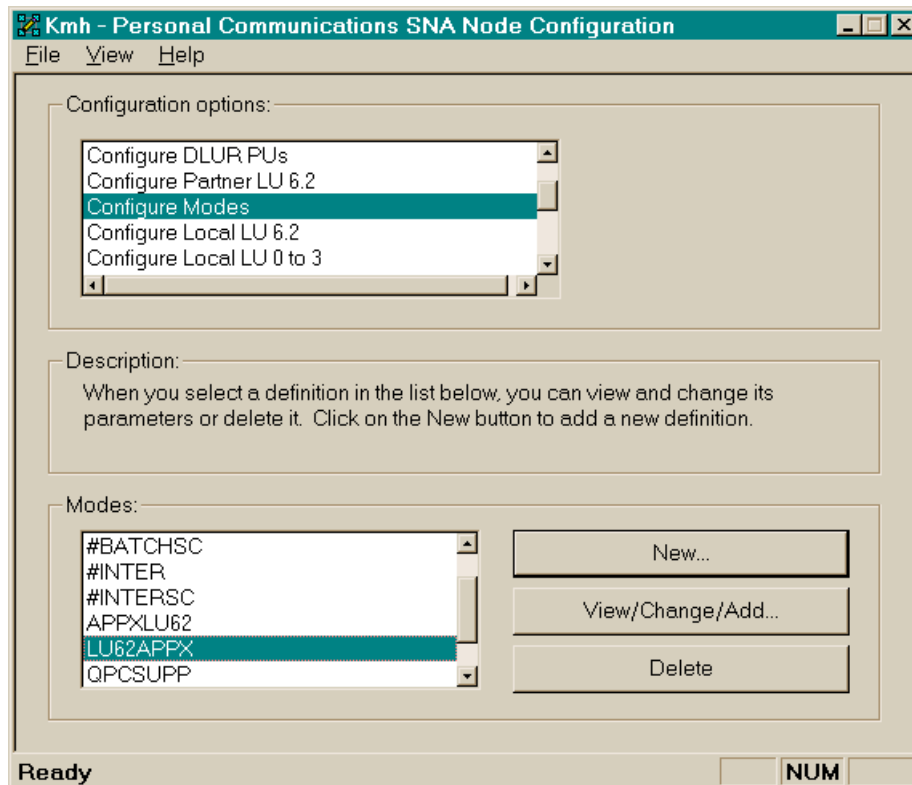 Kmh - Personal Communications SNA Node Configuration
File View Help
Configuration options:
Configure DLUR PUs
Configure Partner LU 6.2
Configure Modes
Configure Local LU 6.2
Configure Local LU 0 to 3
Description:
When you select a definition in the list below, you can view and change its
parameters or delete it. Click on the New button to add a new definition.
Modes:
#BATCHSC
#INTER
#INTERSC
APPXLU62
LU62APPX
QPCSUPP
New...
View/Change/Add...
Delete
Ready
NUM